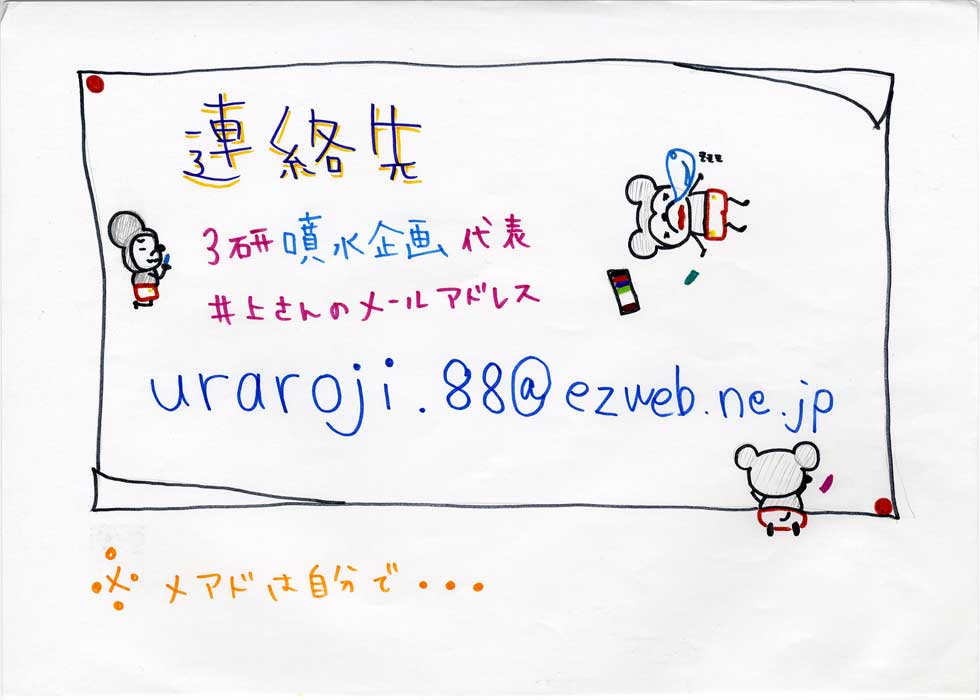 連絡先
zzz
3研噴水企画代表
井上さんのメールアドレス
uraroji.88@ezweb.ne.jp
※メアドは自分で・・・